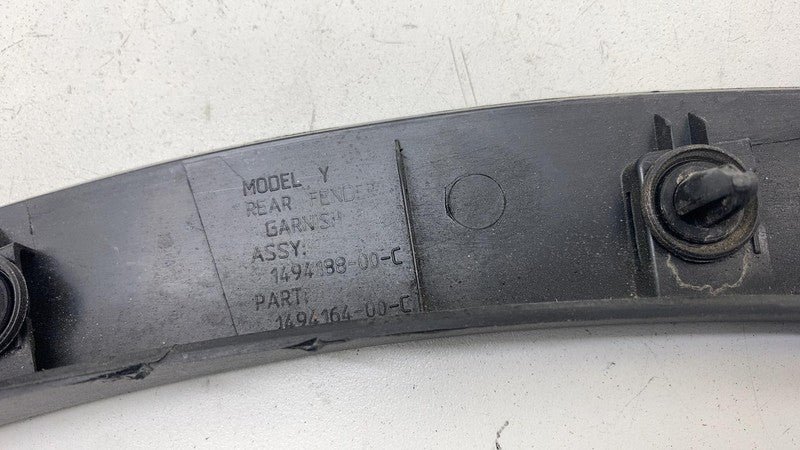 MODEL Y
REAR FENDER
GARNISH
ASSY:
1494188-00-C
PART:
1494164-00-C